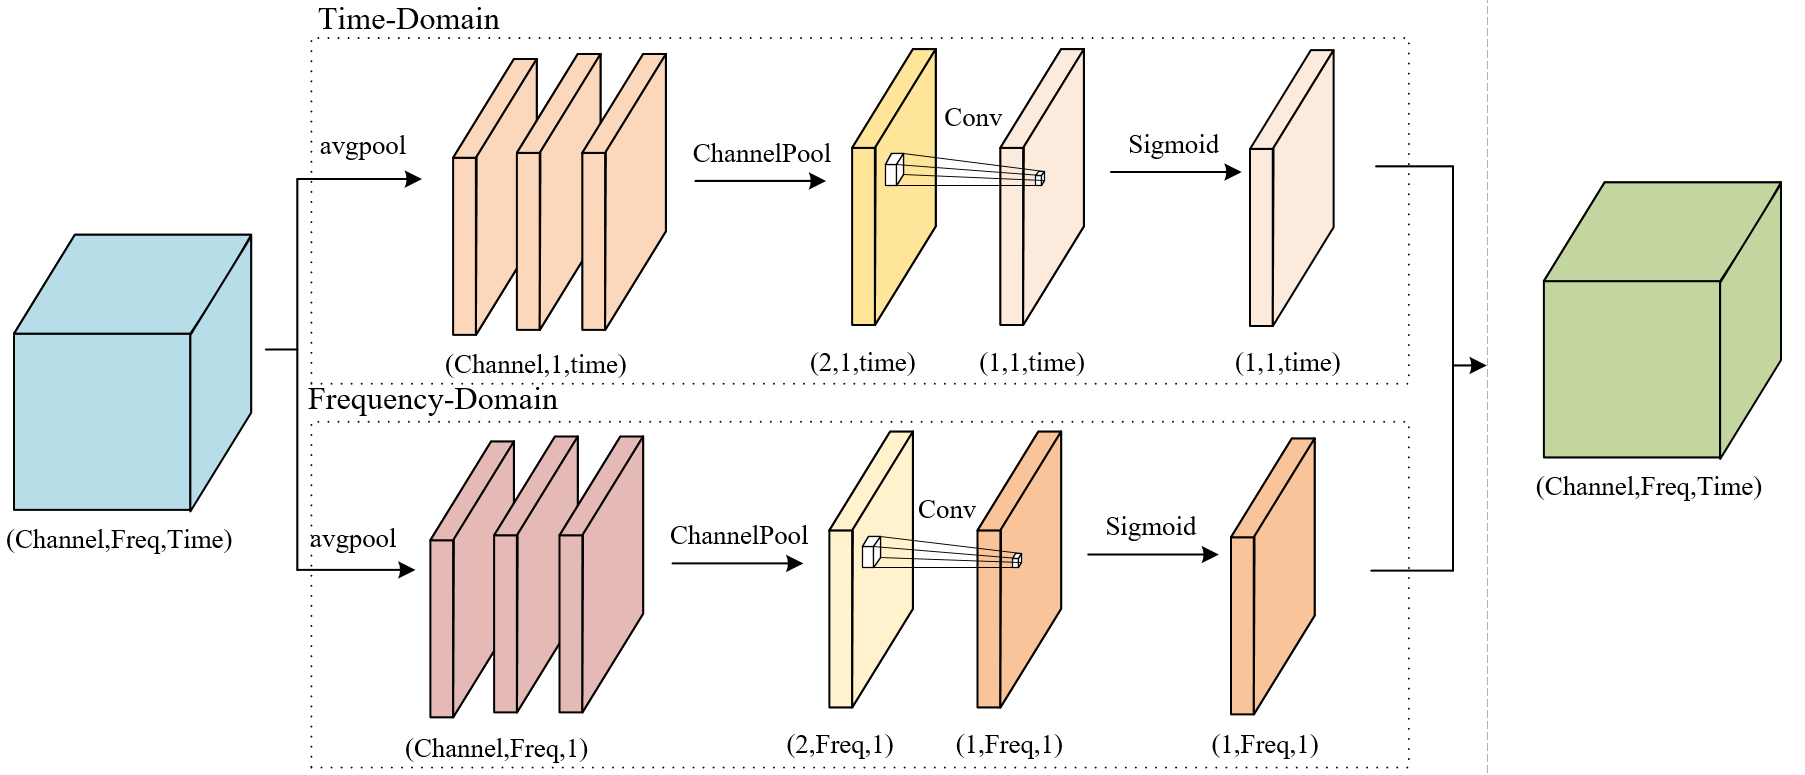 Time-Domain
avgpool
ChannelPool
Conv
Sigmoid
(Channel,1,time)
(2,1,time)
(1,1,time)
(1,1,time)
(Channel,Freq,Time)
Frequency-Domain
avgpool
ChannelPool
Conv
Sigmoid
(Channel,Freq,1)
(2,Freq,1)
(1,Freq,1)
(1,Freq,1)
(Channel,Freq,Time)